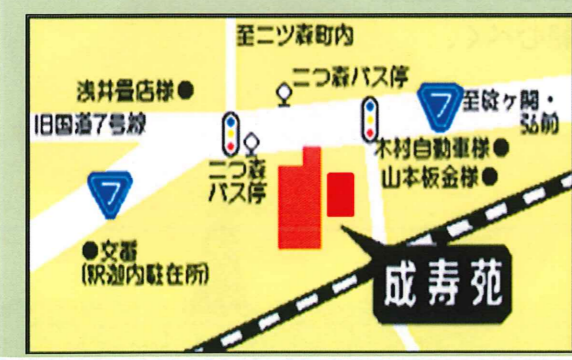 至二ツ森町内
二つ森バス停
浅井畳店様●
旧国道7号線
7
至碇ヶ関・
弘前
二つ森
バス停
木村自動車様●
山本板金様●
7
●交番
(釈迦内駐在所)
成寿苑